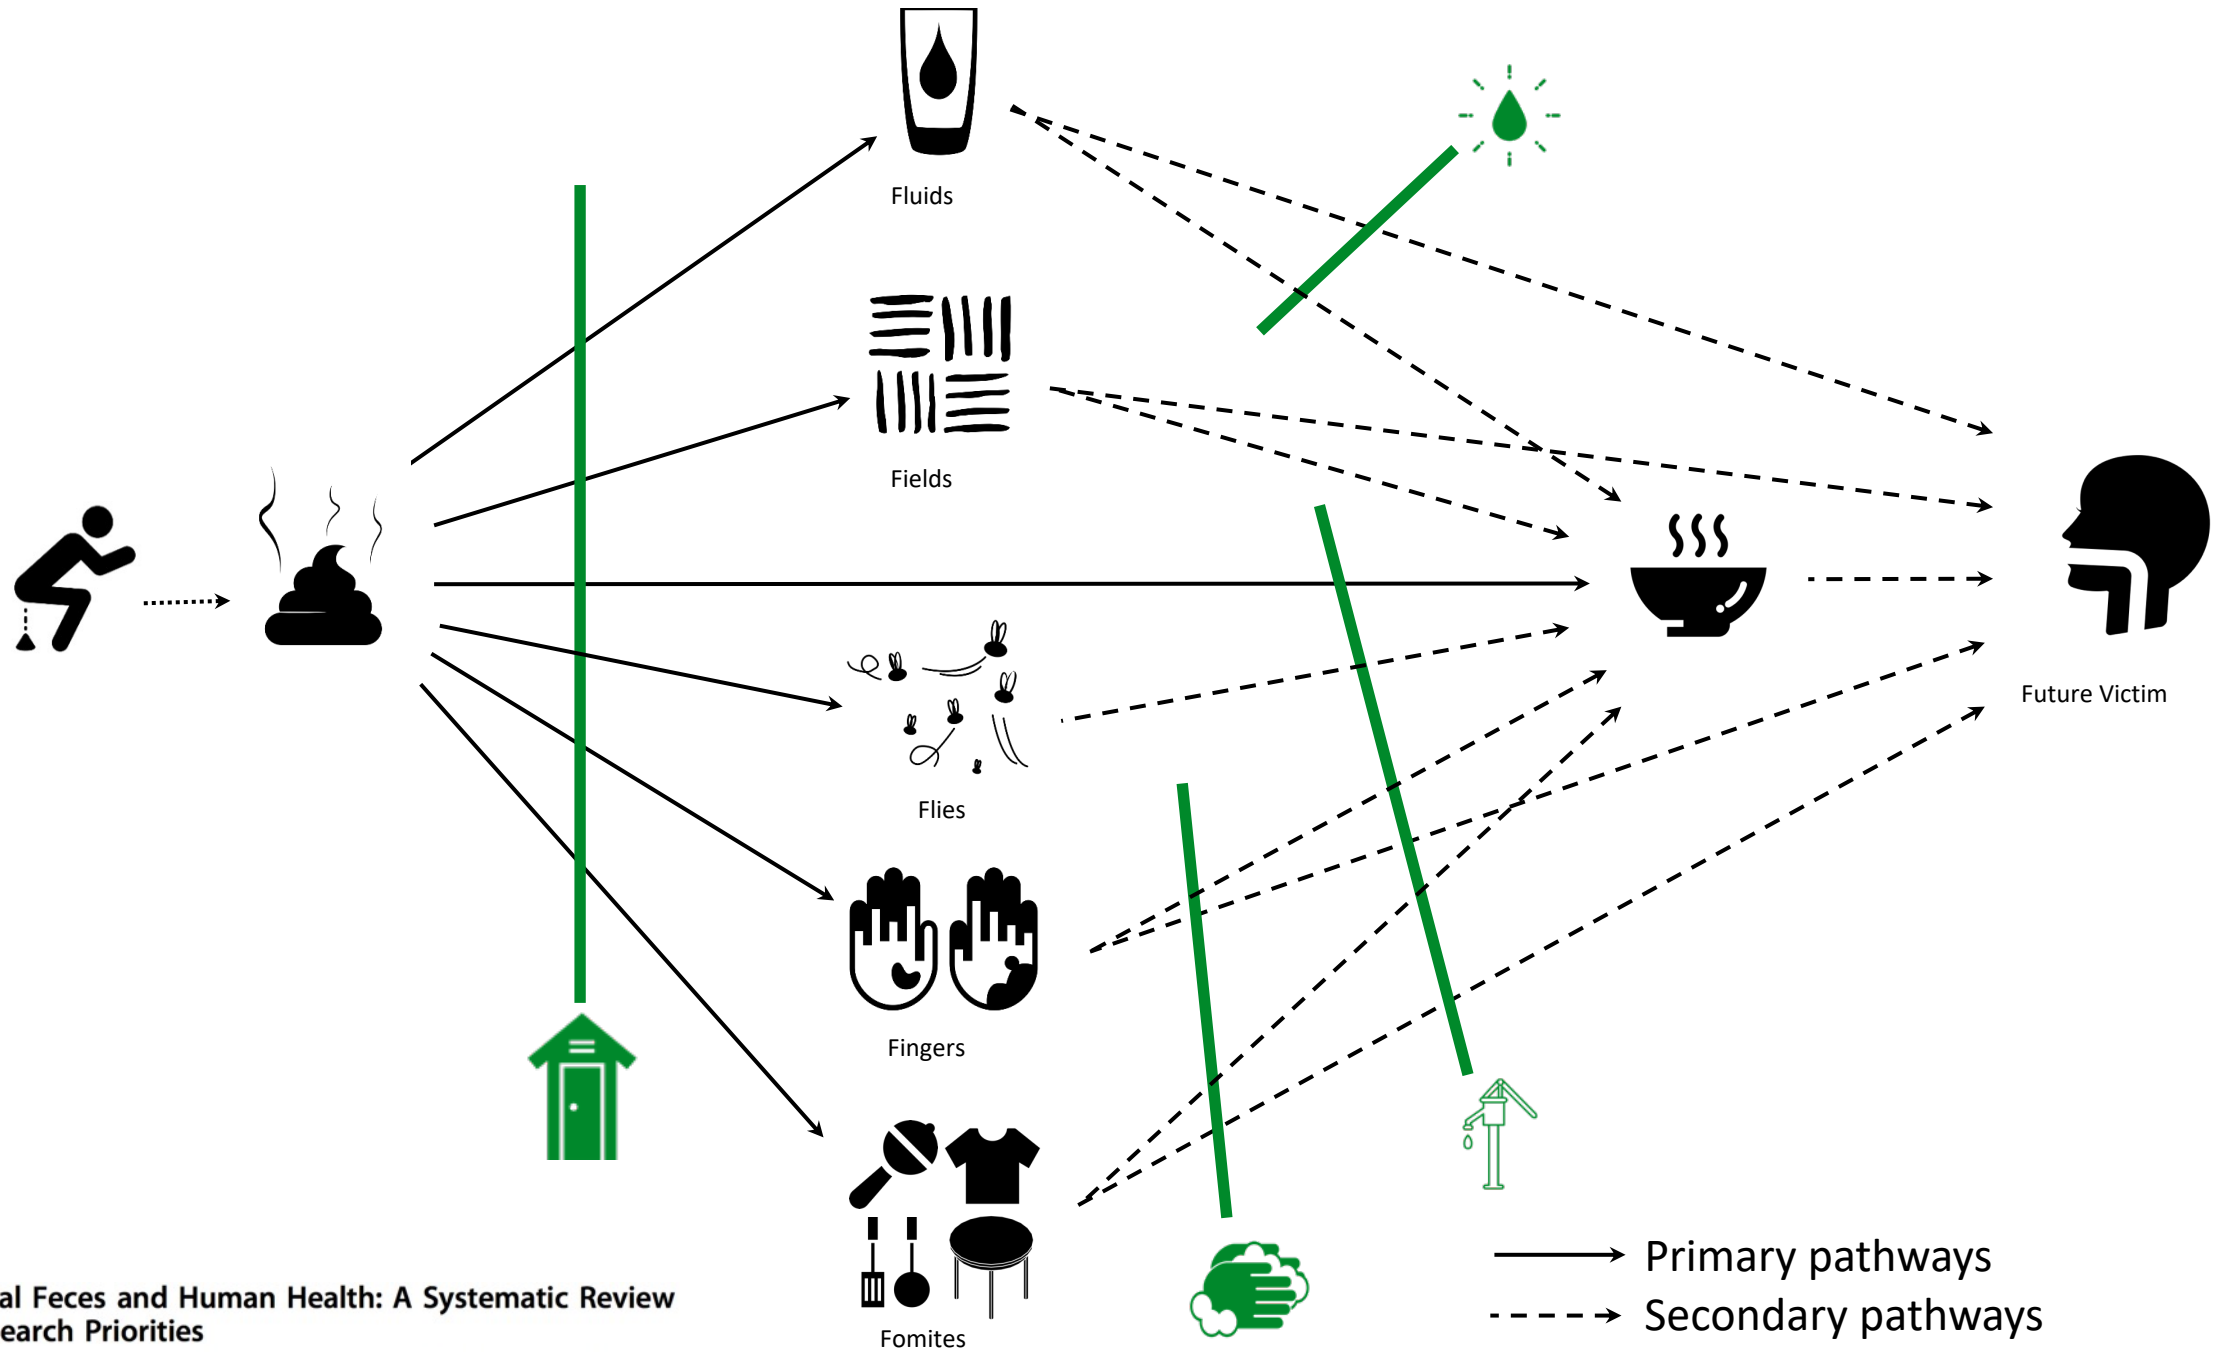 Fluids
Fields
Flies
Fingers
Fomites
Future Victim
Primary pathways
Secondary pathways
al Feces and Human Health: A Systematic Review
earch Priorities